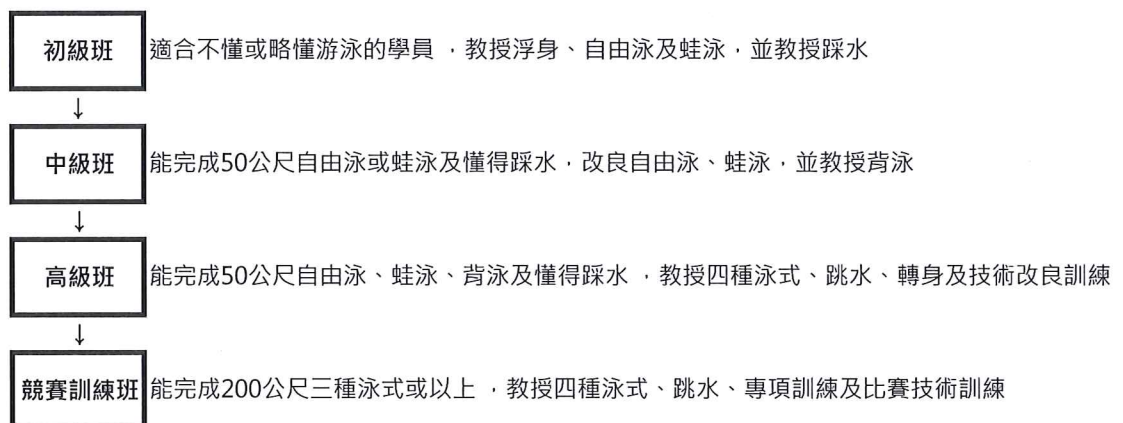 初級班 適合不懂或略懂游泳的學員 ，教授浮身、自由泳及蛙泳，並教授踩水
↓
中級班 能完成50公尺自由泳或蛙泳及懂得踩水，改良自由泳、蛙泳，並教授背泳
↓
高級班 能完成50公尺自由泳、蛙泳、背泳及懂得踩水 ，教授四種泳式、跳水、轉身及技術改良訓練
↓
競賽訓練班 能完成200公尺三種泳式或以上 ，教授四種泳式、跳水、專項訓練及比賽技術訓練